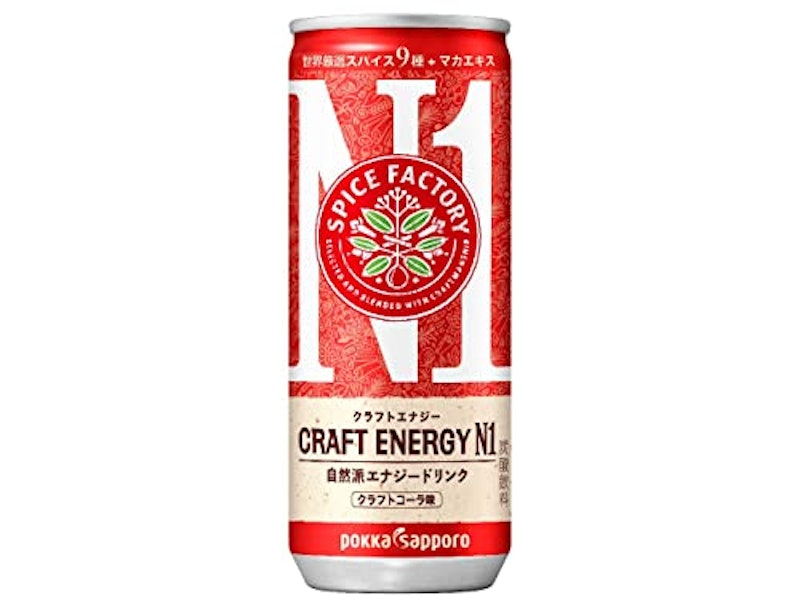 世界厳選スパイス9種+マカエキス
N1
SPICE FACTORY
SELECTED AND BLENDED WITH CRAFTMANSHIP
クラフトエナジー
CRAFT ENERGY N1
自然派エナジードリンク
クラフトコーラ味
炭酸飲料
pokka sapporo